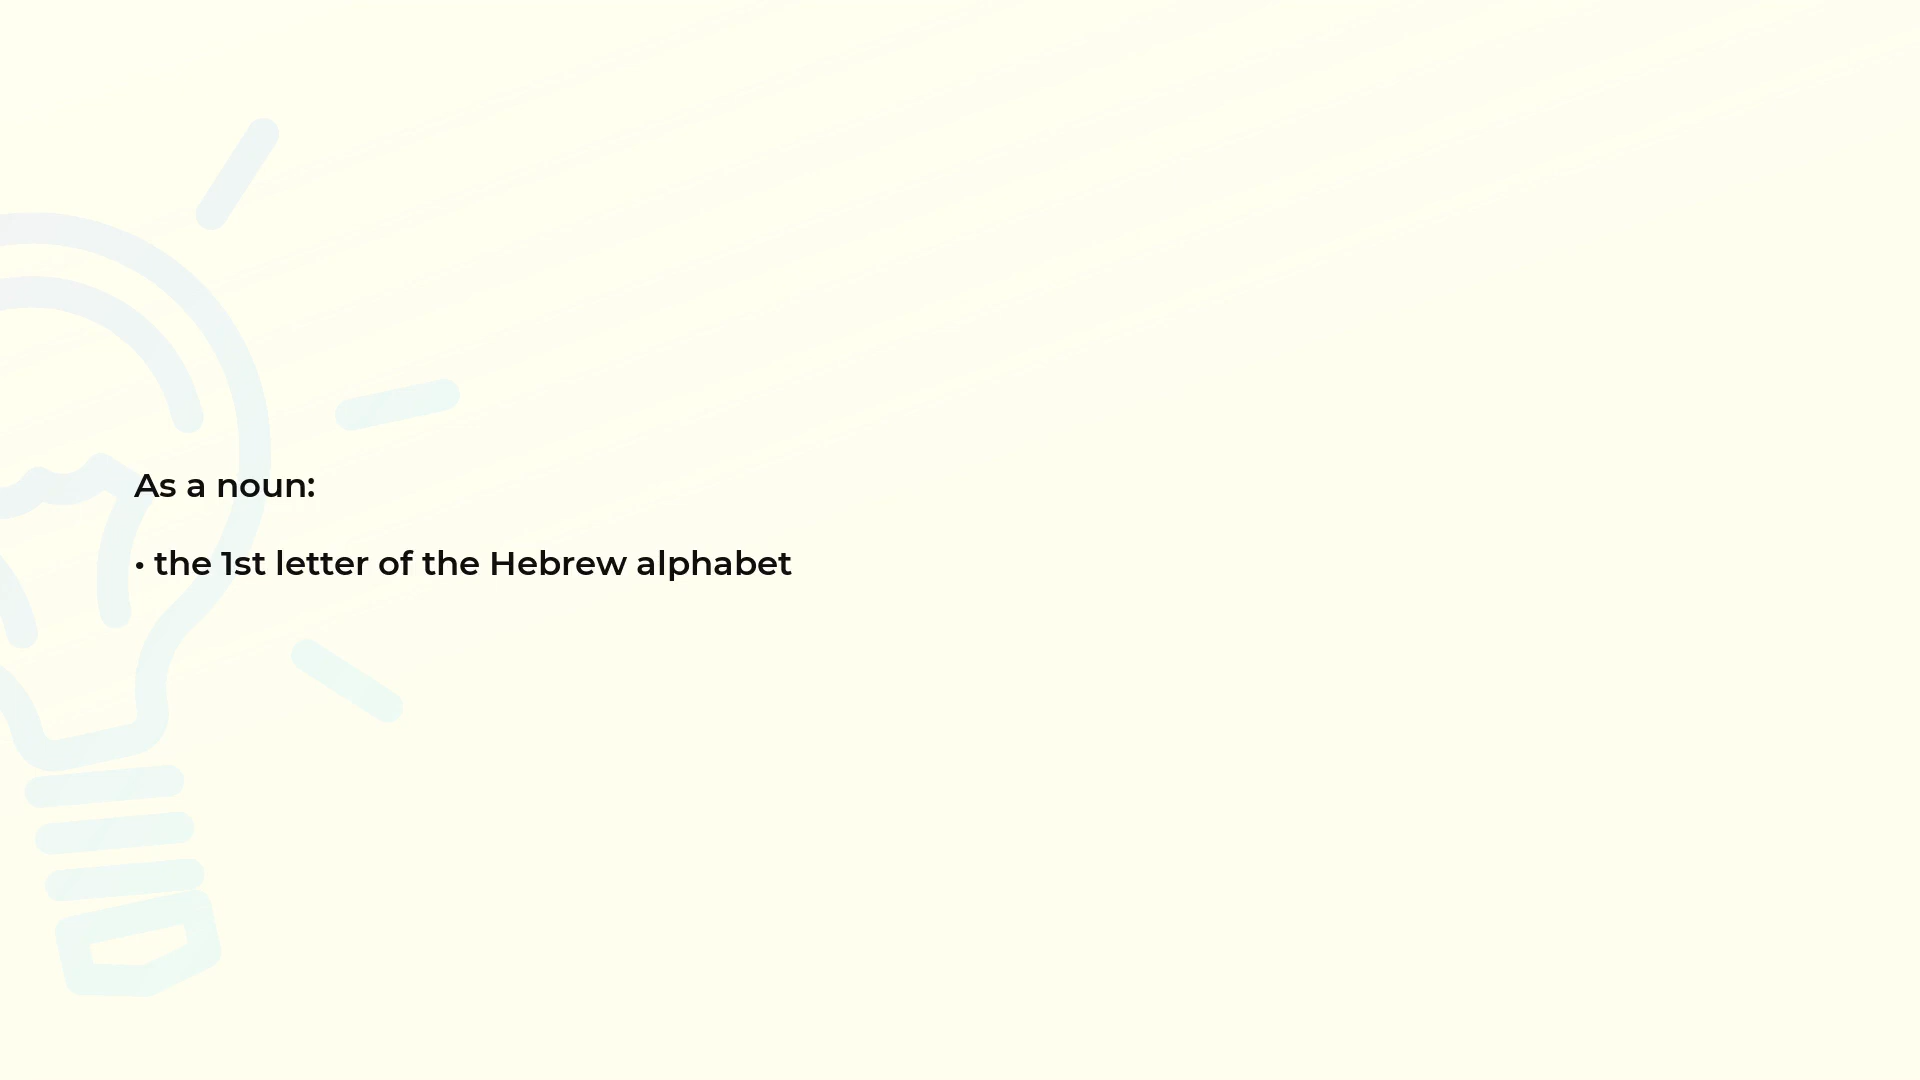 As a noun:
• the 1st letter of the Hebrew alphabet